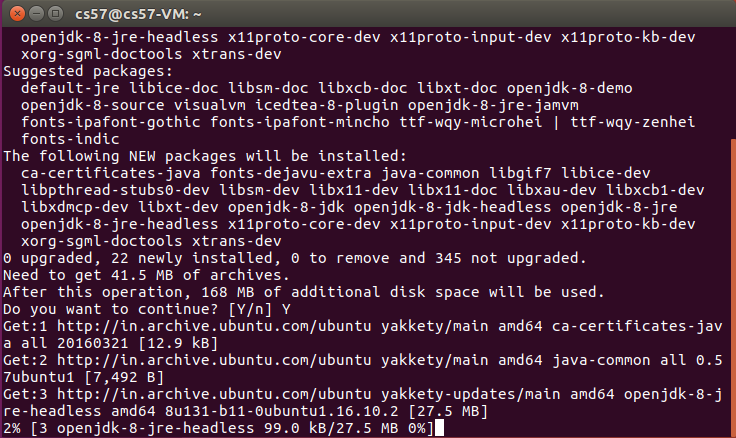 cs57@cs57-VM: ~
openjdk-8-jre-headless x11proto-core-dev x11proto-input-dev x11proto-kb-dev
xorg-sgml-doctools xtrans-dev
Suggested packages:
default-jre libice-doc libsm-doc libxcb-doc libxt-doc openjdk-8-demo
openjdk-8-source visualvm icedtea-8-plugin openjdk-8-jre-jamvm
fonts-ipafont-gothic fonts-ipafont-mincho ttf-wqy-microhei | ttf-wqy-zenhei
fonts-indic
The following NEW packages will be installed:
ca-certificates-java fonts-dejavu-extra java-common libgif7 libice-dev
libpthread-stubs0-dev libsm-dev libx11-dev libx11-doc libxau-dev libxcb1-dev
libxdmcp-dev libxt-dev openjdk-8-jdk openjdk-8-jdk-headless openjdk-8-jre
openjdk-8-jre-headless x11proto-core-dev x11proto-input-dev x11proto-kb-dev
xorg-sgml-doctools xtrans-dev
0 upgraded, 22 newly installed, 0 to remove and 345 not upgraded.
Need to get 41.5 MB of archives.
After this operation, 168 MB of additional disk space will be used.
Do you want to continue? [Y/n] Y
Get:1 http://in.archive.ubuntu.com/ubuntu yakkety/main amd64 ca-certificates-jav
a all 20160321 [12.9 kB]
Get:2 http://in.archive.ubuntu.com/ubuntu yakkety/main amd64 java-common all 0.5
7ubuntu1 [7,492 B]
Get:3 http://in.archive.ubuntu.com/ubuntu yakkety-updates/main amd64 openjdk-8-j
re-headless amd64 8u131-b11-0ubuntu1.16.10.2 [27.5 MB]
2% [3 openjdk-8-jre-headless 99.0 kB/27.5 MB 0%]